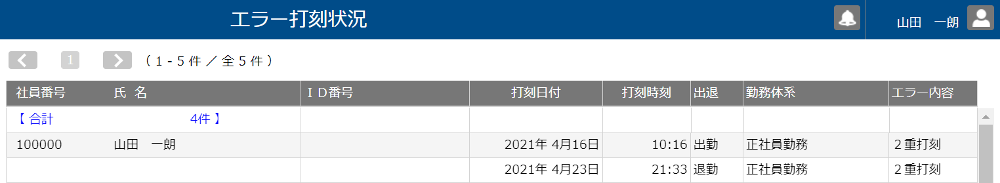 エラー打刻状況
山田　一朗
1 （ 1 - 5 件 ／ 全 5 件 ）
社員番号 氏 名 ＩＤ番号 打刻日付 打刻時刻 出退 勤務体系 エラー内容
【 合計 4件 】
100000 山田　一朗 2021年 4月16日 10:16 出勤 正社員勤務 ２重打刻
2021年 4月23日 21:33 退勤 正社員勤務 ２重打刻